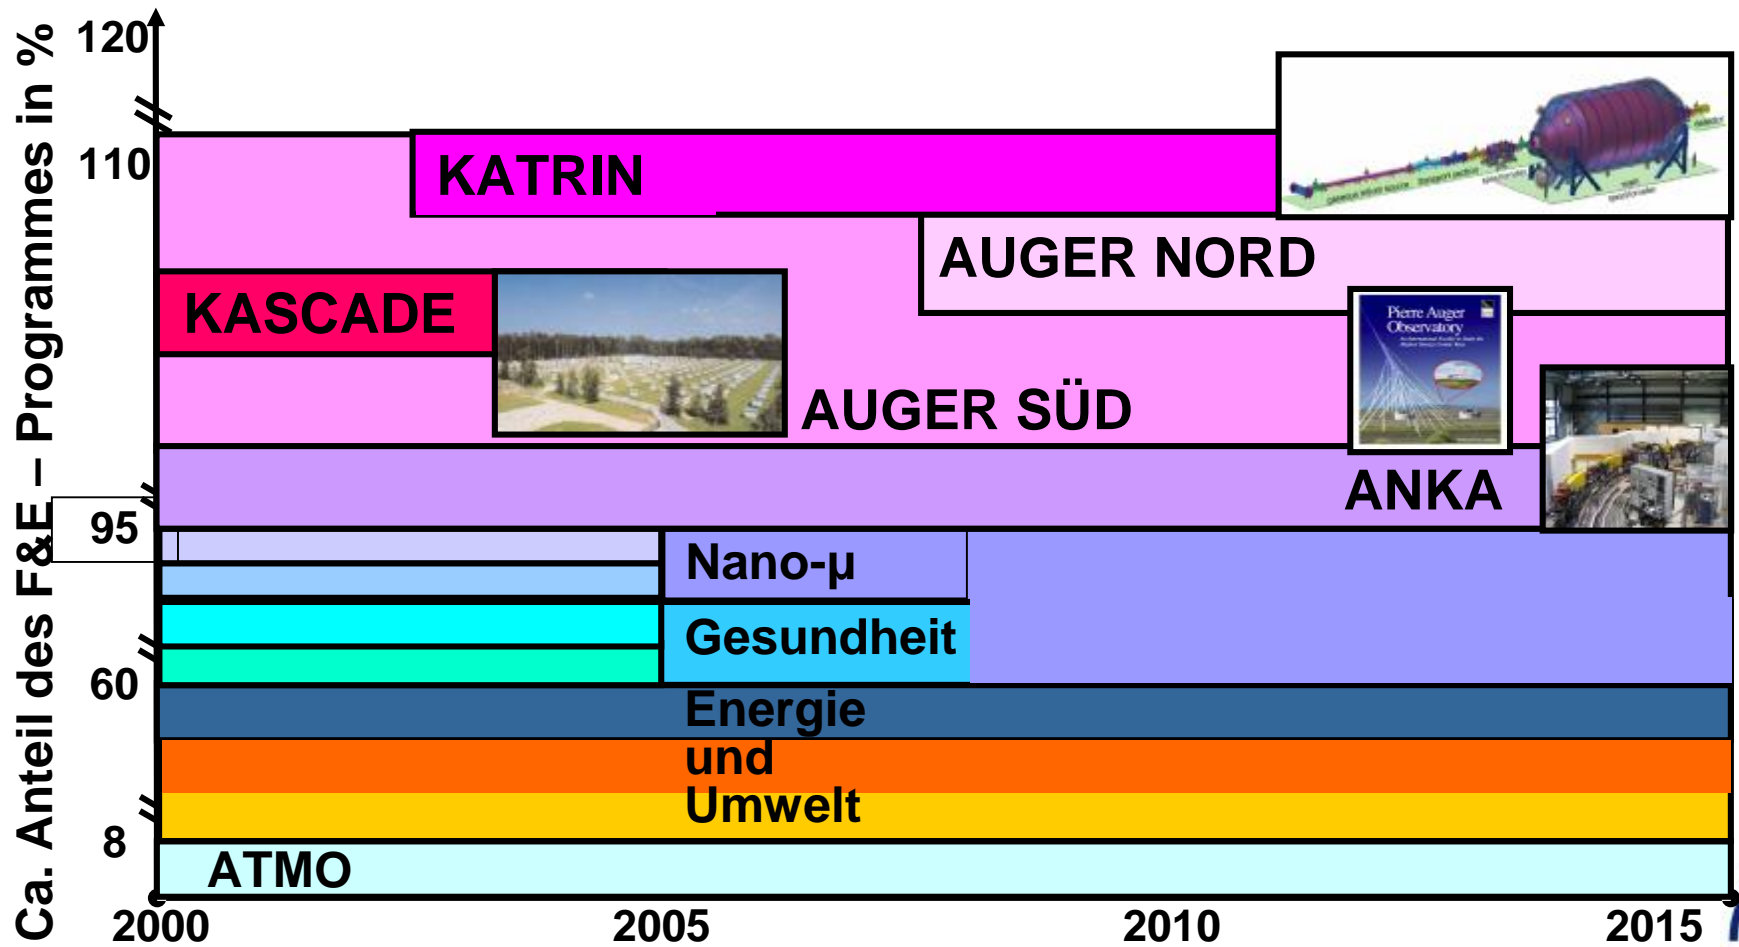 Ca. Anteil des F&E – Programmes in %
120
110
95
60
8
KATRIN
AUGER NORD
KASCADE
Pierre Auger
Observatory
AUGER SÜD
ANKA
Nano-µ
Gesundheit
Energie
und
Umwelt
ATMO
2000
2005
2010
2015